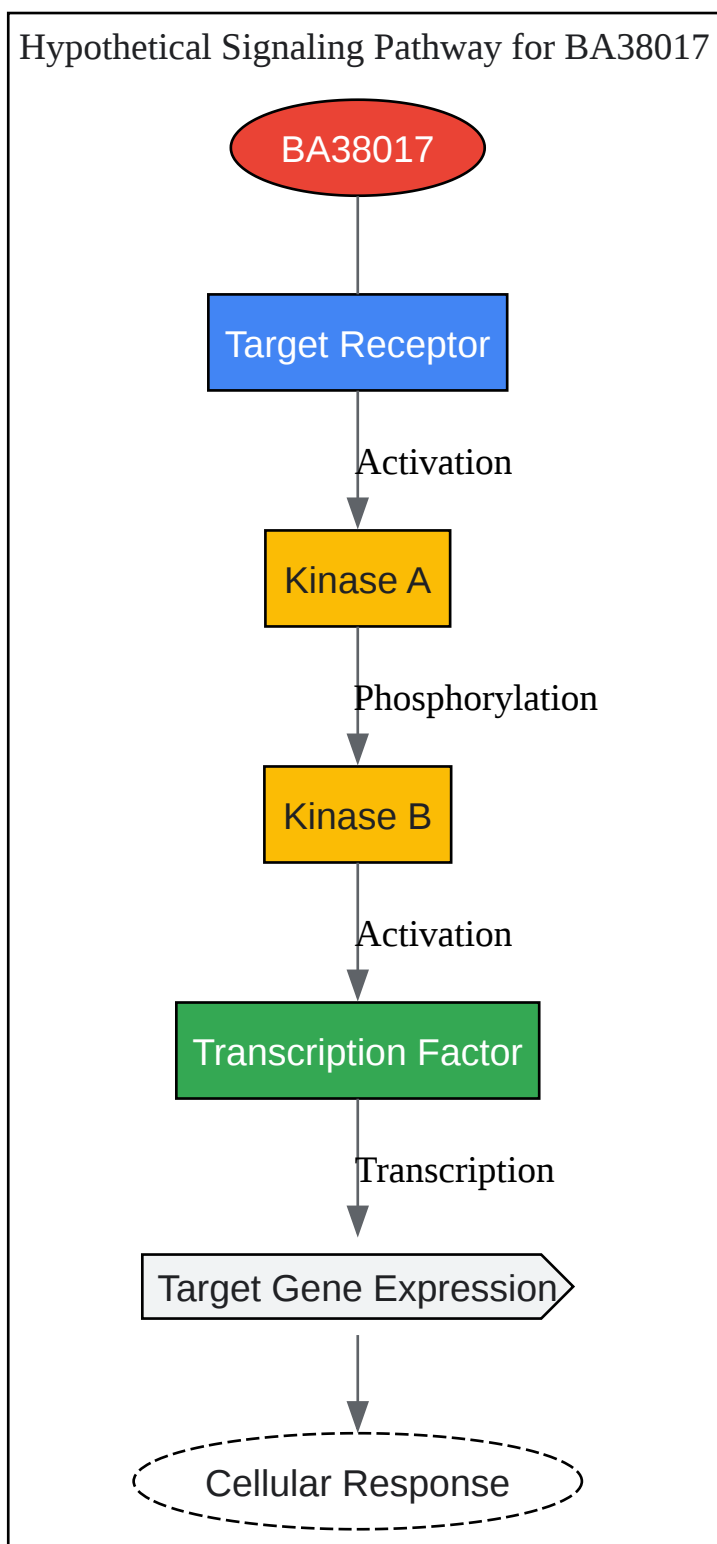 Hypothetical Signaling Pathway for BA38017
BA38017
Target Receptor
Activation
Kinase A
Phosphorylation
Kinase B
Activation
Transcription Factor
Transcription
Target Gene Expression
Cellular Response